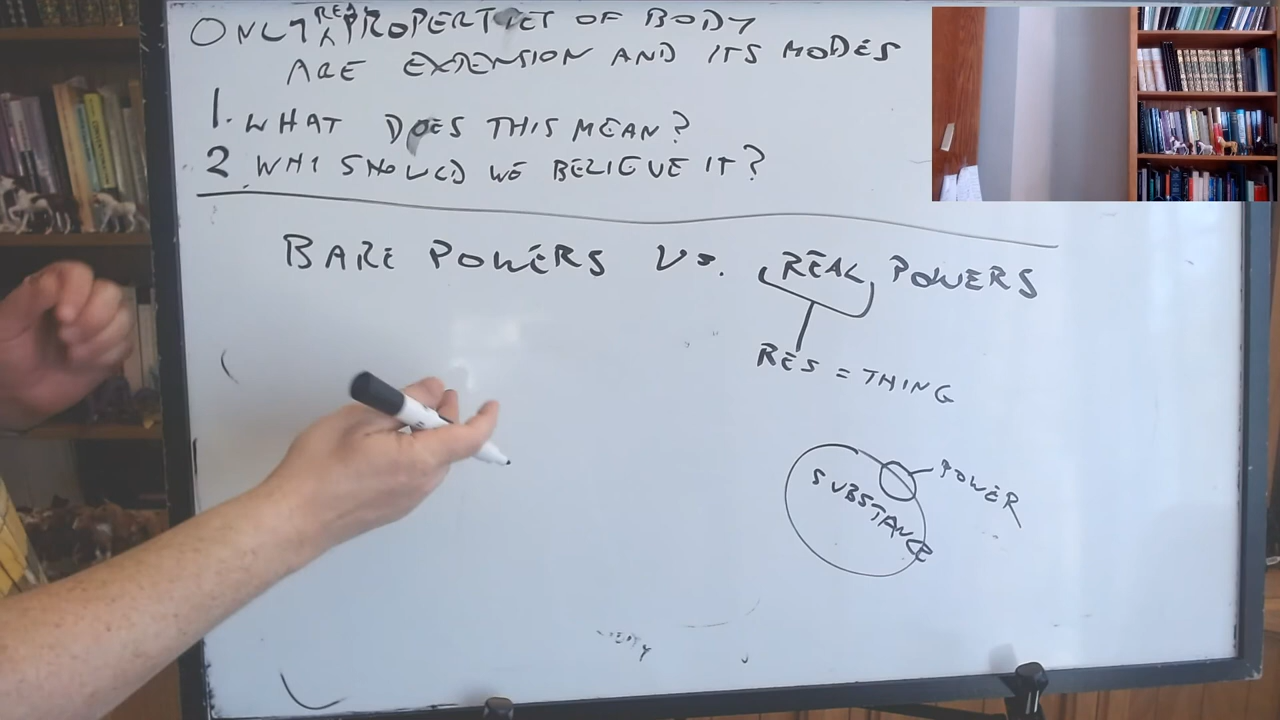 REAL
ONLY ^ PROPERTIES OF BODY
ARE EXTENSION AND ITS MODES
1. WHAT DOES THIS MEAN?
2. WHY SHOULD WE BELIEVE IT?
BARE POWERS VS. REAL POWERS
RES = THING
POWER
SUBSTANCE